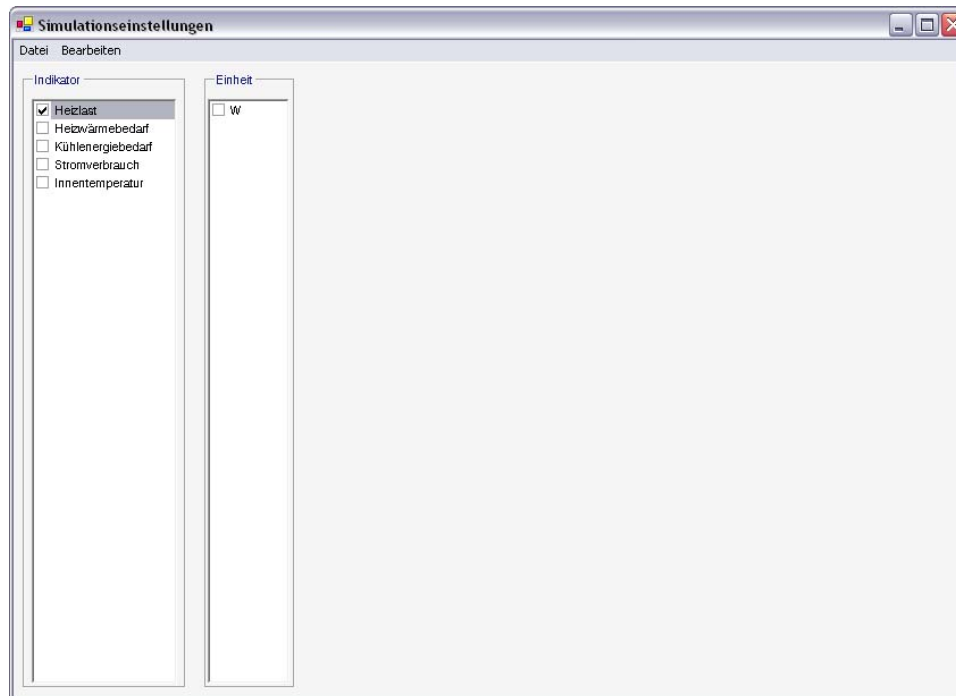 Simulationseinstellungen
Datei Bearbeiten
Indikator
Heizlast
Heizwärmebedarf
Kühlenergiebedarf
Stromverbrauch
Innentemperatur
Einheit
W